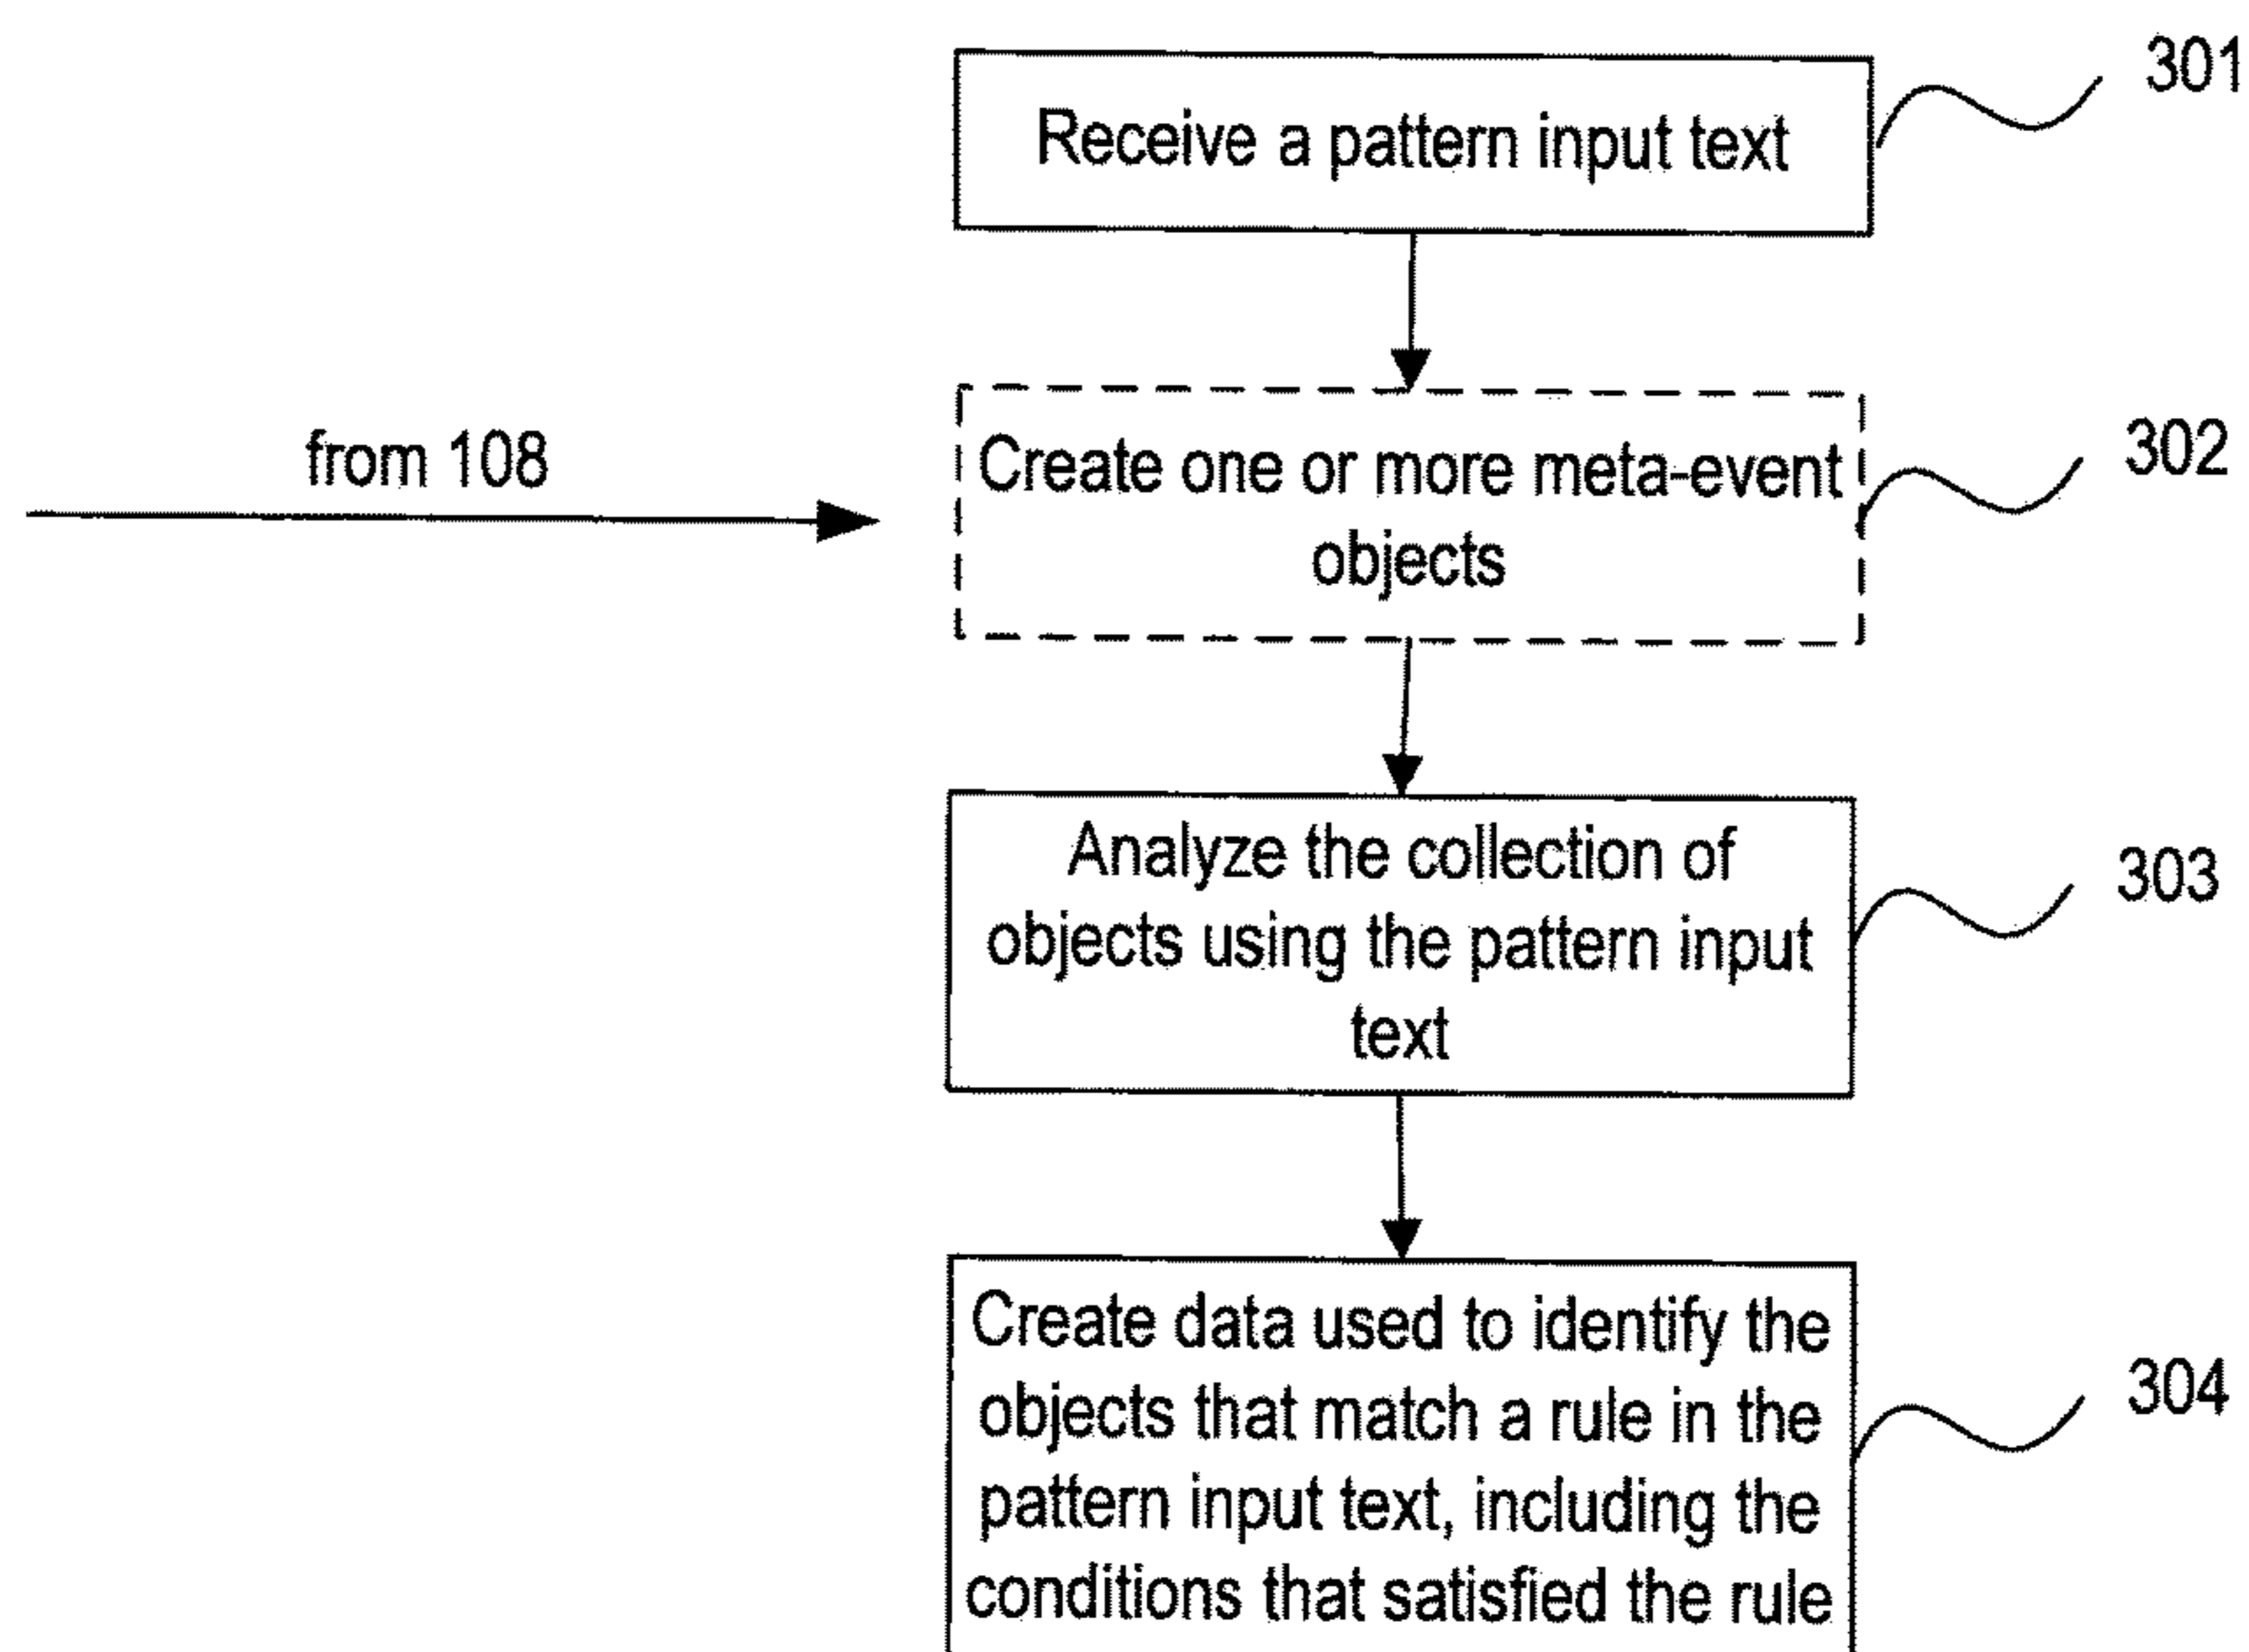 301
Receive a pattern input text
from 108
302
Create one or more meta-event
objects
303
Analyze the collection of
objects using the pattern input
text
304
Create data used to identify the
objects that match a rule in the
pattern input text, including the
conditions that satisfied the rule